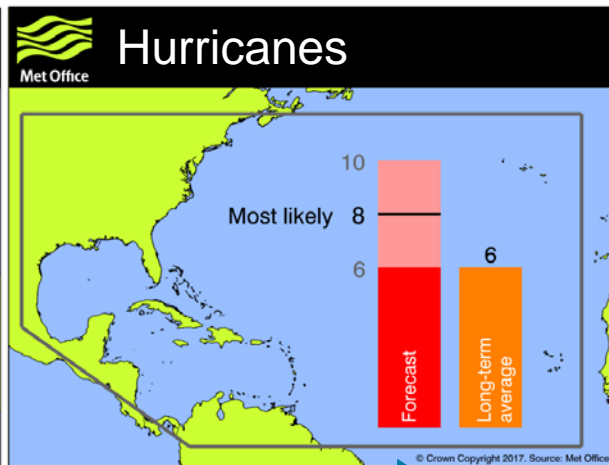 Met Office
Hurricanes
10
Most likely 8
6
6
Forecast
Long-term
average
© Crown Copyright 2017. Source: Met Office